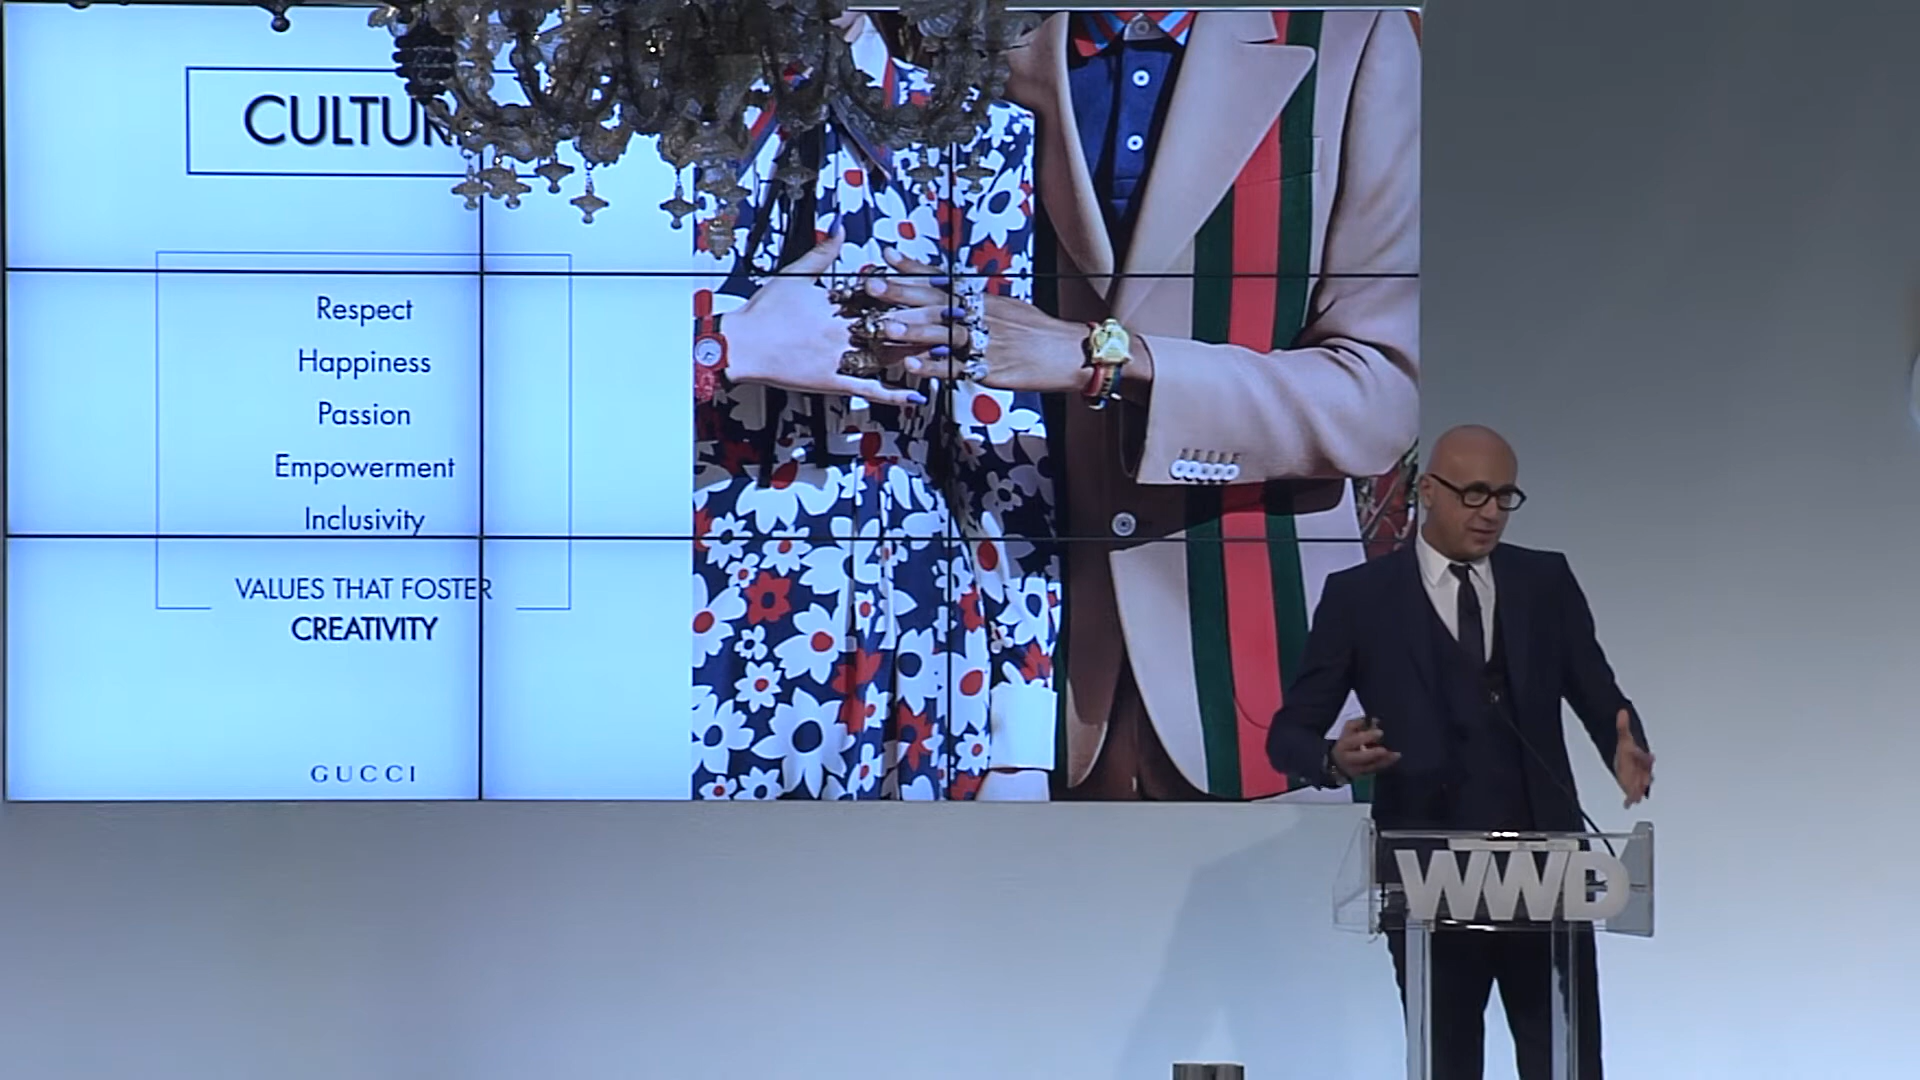 CULTUR
Respect
Happiness
Passion
Empowerment
Inclusivity
VALUES THAT FOSTER
CREATIVITY
GUCCI
WWD